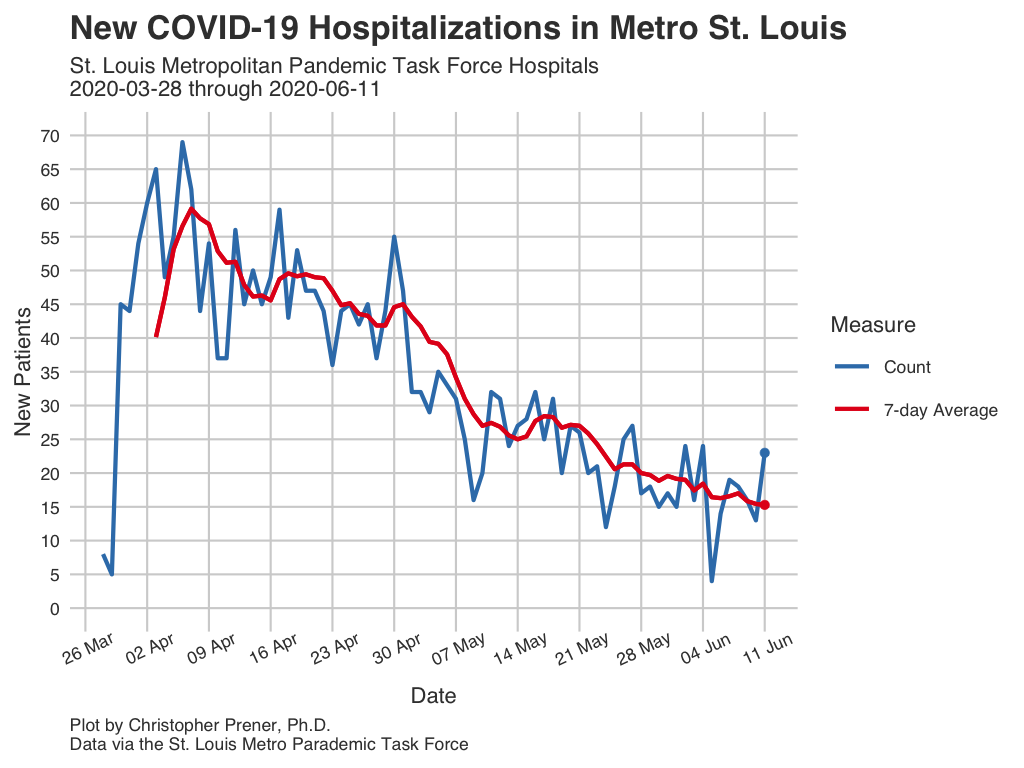 New COVID-19 Hospitalizations in Metro St. Louis
St. Louis Metropolitan Pandemic Task Force Hospitals
2020-03-28 through 2020-06-11
New Patients
70
65
60
55
50
45
40
35
30
25
20
15
10
5
0
26 Mar
02 Apr
09 Apr
16 Apr
23 Apr
30 Apr
07 May
14 May
21 May
28 May
04 Jun
11 Jun
Date
Measure
Count
7-day Average
Plot by Christopher Prener, Ph.D.
Data via the St. Louis Metro Parademic Task Force